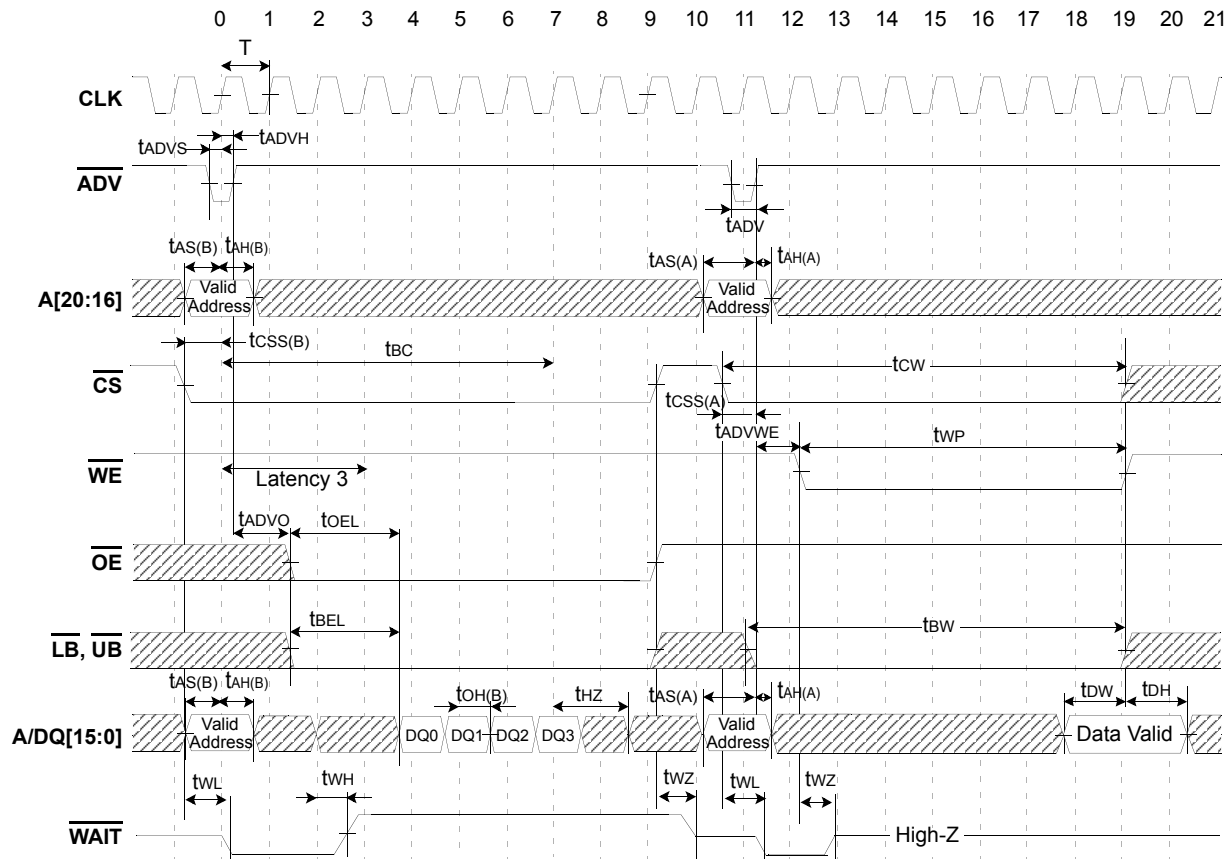 0 1 2 3 4 5 6 7 8 9 10 11 12 13 14 15 16 17 18 19 20 21
T
CLK
tADVS
tADVH
ADV
tADV
tAS(B)
tAH(B)
tAS(A)
tAH(A)
A[20:16]
Valid
Address
Valid
Address
tCSS(B)
tBC
tCW
CS
tCSS(A)
tADVWE
tWP
WE
Latency 3
tADVO
tOEL
OE
tBEL
tBW
LB, UB
tAS(B)
tAH(B)
tOH(B)
tHZ
tAS(A)
tAH(A)
tDW
tDH
A/DQ[15:0]
Valid
Address
DQ0
DQ1
DQ2
DQ3
Valid
Address
Data Valid
tWL
tWH
tWZ
tWL
tWZ
WAIT
High-Z